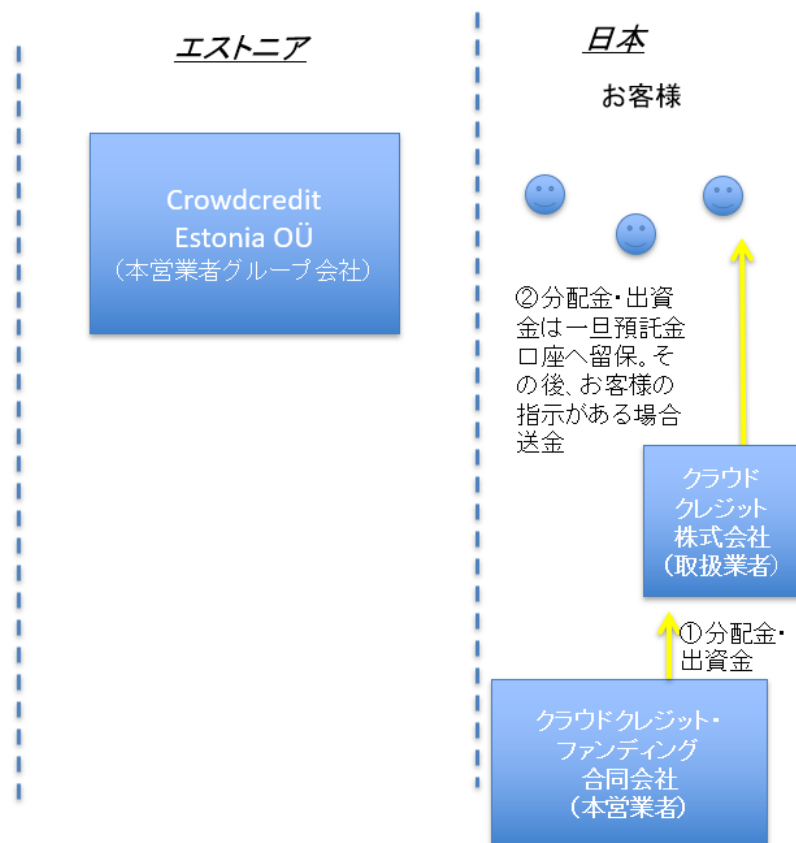 エストニア
日本
お客様
Crowdcredit
Estonia OÜ
（本営業者グループ会社）
②分配金・出資
金は一旦預託金
口座へ留保。そ
の後、お客様の
指示がある場合
送金
クラウド
クレジット
株式会社
（取扱業者）
①分配金・
出資金
クラウドクレジット・
ファンディング
合同会社
（本営業者）